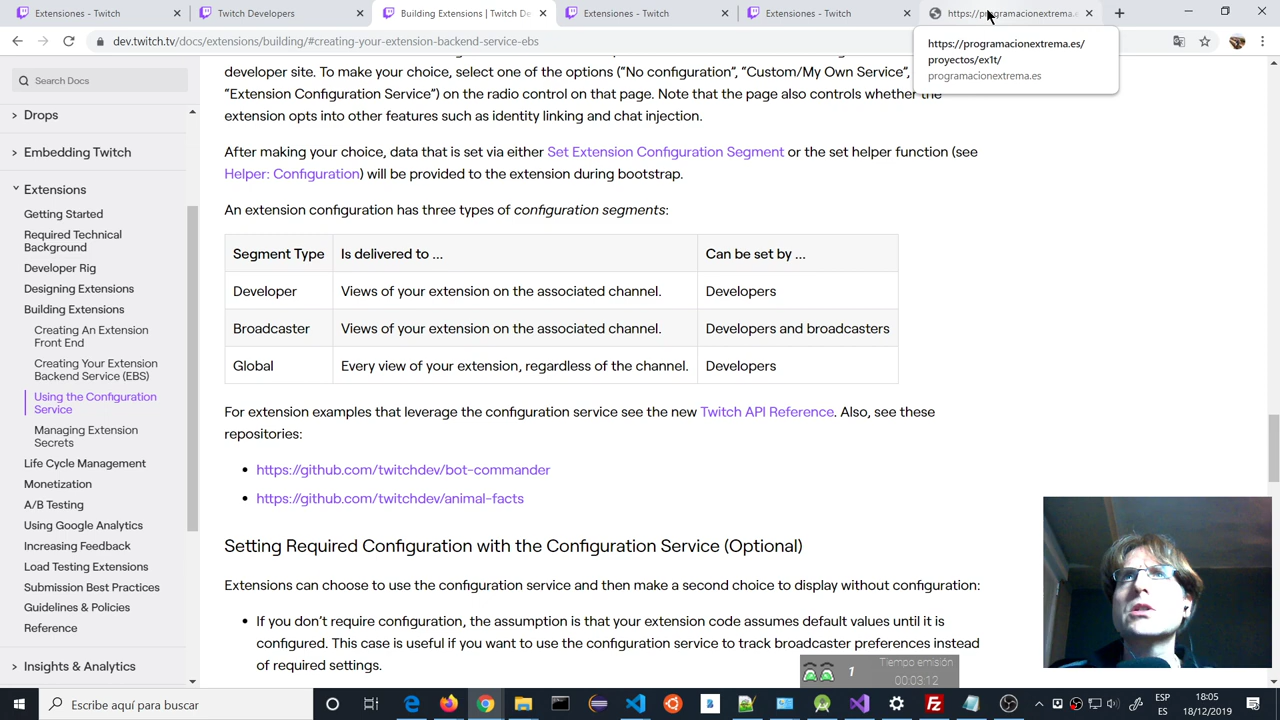 Extensiones - Twitch
Twitch Developers
Building Extensions | Twitch De
Extensiones - Twitch
Extensiones - Twitch
https://programacionextrema.e
dev.twitch.tv/docs/extensions/building/#creating-your-extension-backend-service-ebs
https://programacionextrema.es/
proyectos/ex1t/
programacionextrema.es
Search Docs
Drops
Embedding Twitch
Extensions
Getting Started
Required Technical
Background
Developer Rig
Designing Extensions
Building Extensions
Creating An Extension
Front End
Creating Your Extension
Backend Service (EBS)
Using the Configuration
Service
Managing Extension
Secrets
Life Cycle Management
Monetization
A/B Testing
Using Google Analytics
Increasing Feedback
Load Testing Extensions
Submission Best Practices
Guidelines & Policies
Reference
Insights & Analytics
developer site. To make your choice, select one of the options (“No configuration”, “Custom/My Own Service”,
“Extension Configuration Service”) on the radio control on that page. Note that the page also controls whether the
extension opts into other features such as identity linking and chat injection.
After making your choice, data that is set via either Set Extension Configuration Segment or the set helper function (see
Helper: Configuration) will be provided to the extension during bootstrap.
An extension configuration has three types of configuration segments:
Segment Type Is delivered to ... Can be set by ...
Developer Views of your extension on the associated channel. Developers
Broadcaster Views of your extension on the associated channel. Developers and broadcasters
Global Every view of your extension, regardless of the channel. Developers
For extension examples that leverage the configuration service see the new Twitch API Reference. Also, see these
repositories:
https://github.com/twitchdev/bot-commander
https://github.com/twitchdev/animal-facts
Setting Required Configuration with the Configuration Service (Optional)
Extensions can choose to use the configuration service and then make a second choice to display without configuration:
If you don’t require configuration, the assumption is that your extension code assumes default values until it is
configured. This case is useful if you want to use the configuration service to track broadcaster preferences instead
of required settings.
1
Tiempo emisión
00:03:12
Escribe aquí para buscar
ESP
ES
18:05
18/12/2019